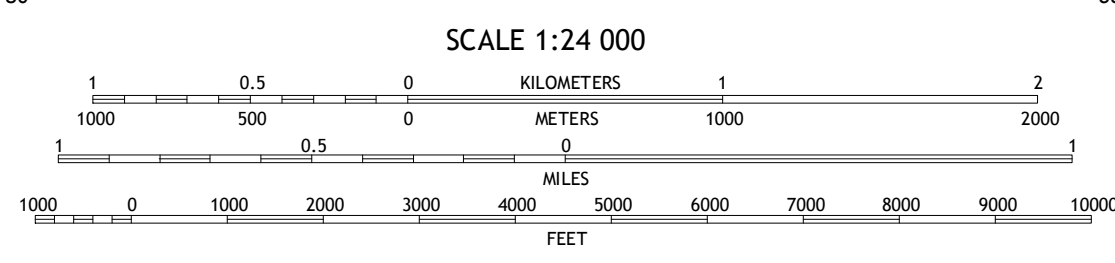 SCALE 1:24 000
1 0.5 0 KILOMETERS 1 2
1000 500 0 METERS 1000 2000
1 0.5 0 1
MILES
1000 0 1000 2000 3000 4000 5000 6000 7000 8000 9000 10000
FEET